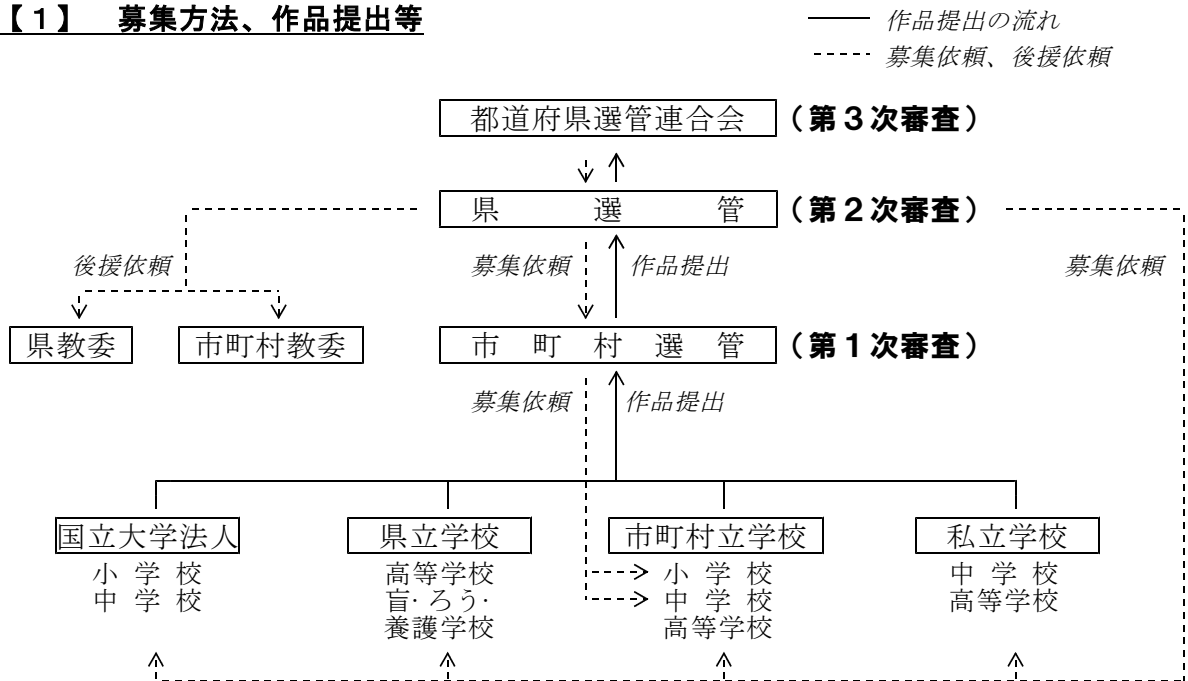 【１】　募集方法、作品提出等
作品提出の流れ
募集依頼、後援依頼
都道府県選管連合会 （第３次審査）
県選管 （第２次審査）
後援依頼 募集依頼 作品提出 募集依頼
県教委 市町村教委 市町村選管 （第１次審査）
募集依頼 作品提出
国立大学法人 県立学校 市町村立学校 私立学校
小学校 高等学校 小学校 中学校
中学校 盲・ろう・ 中学校 高等学校
養護学校 高等学校